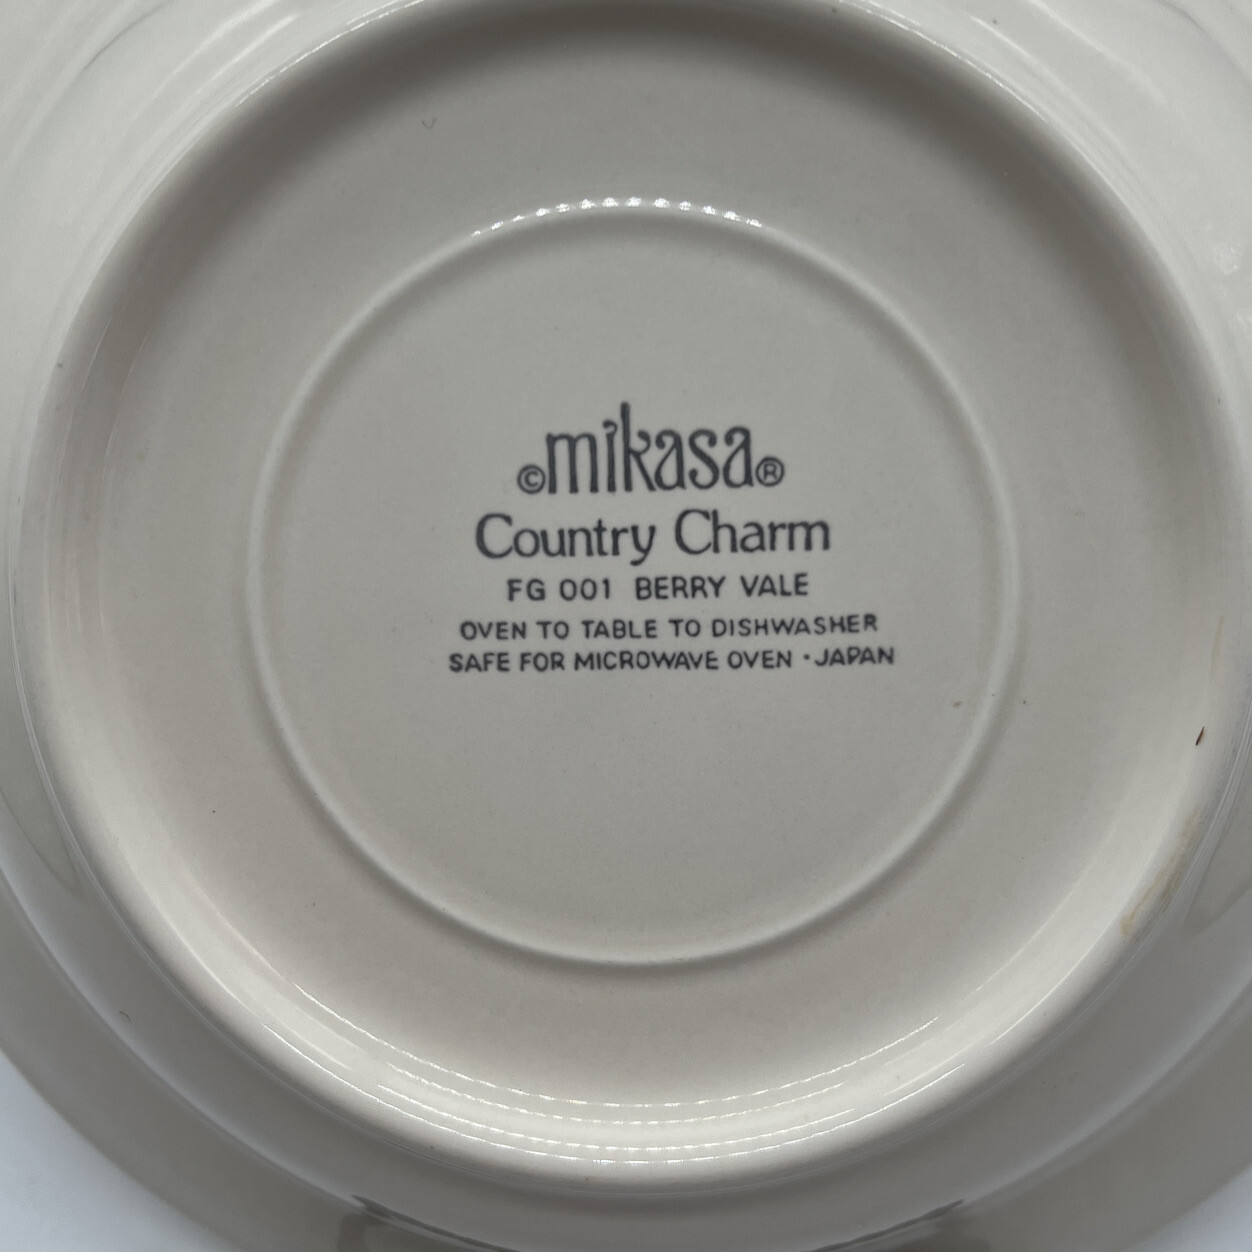 ©mikasa®
Country Charm
FG 001 BERRY VALE
OVEN TO TABLE TO DISHWASHER
SAFE FOR MICROWAVE OVEN · JAPAN